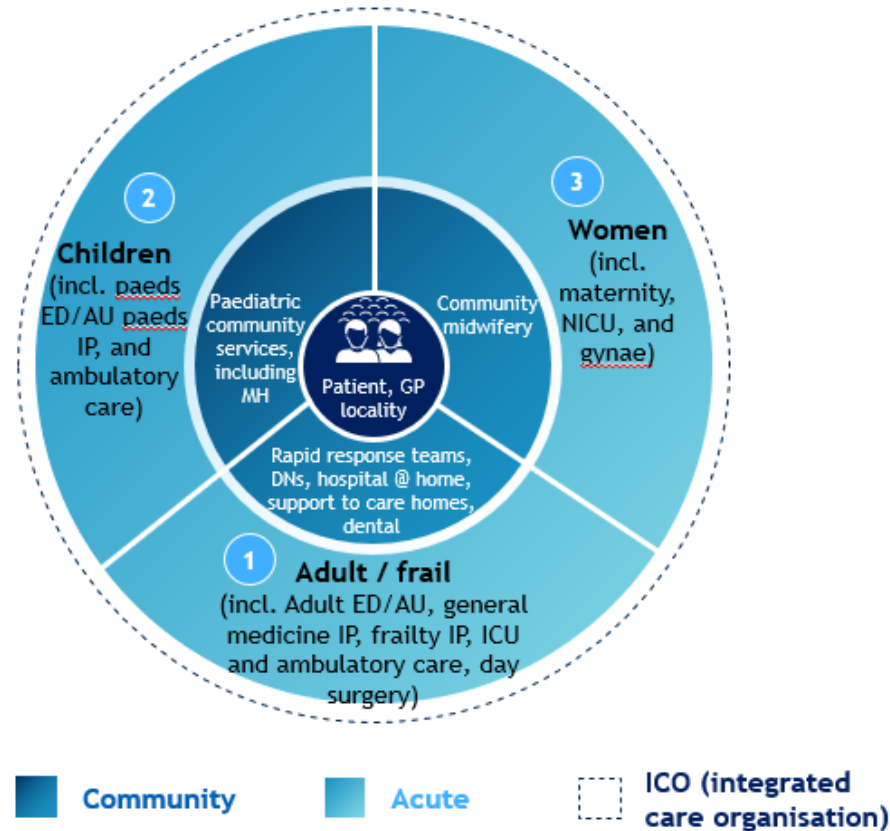 2
Children
(incl. paeds
ED/AU paeds
IP, and
ambulatory
care)
3
Women
(incl.
maternity,
NICU, and
gynae)
Paediatric
community
services,
including
MH
Community
midwifery
Patient, GP
locality
Rapid response teams,
DNs, hospital @ home,
support to care homes,
dental
1
Adult / frail
(incl. Adult ED/AU, general
medicine IP, frailty IP, ICU
and ambulatory care, day
surgery)
Community
Acute
ICO (integrated
care organisation)